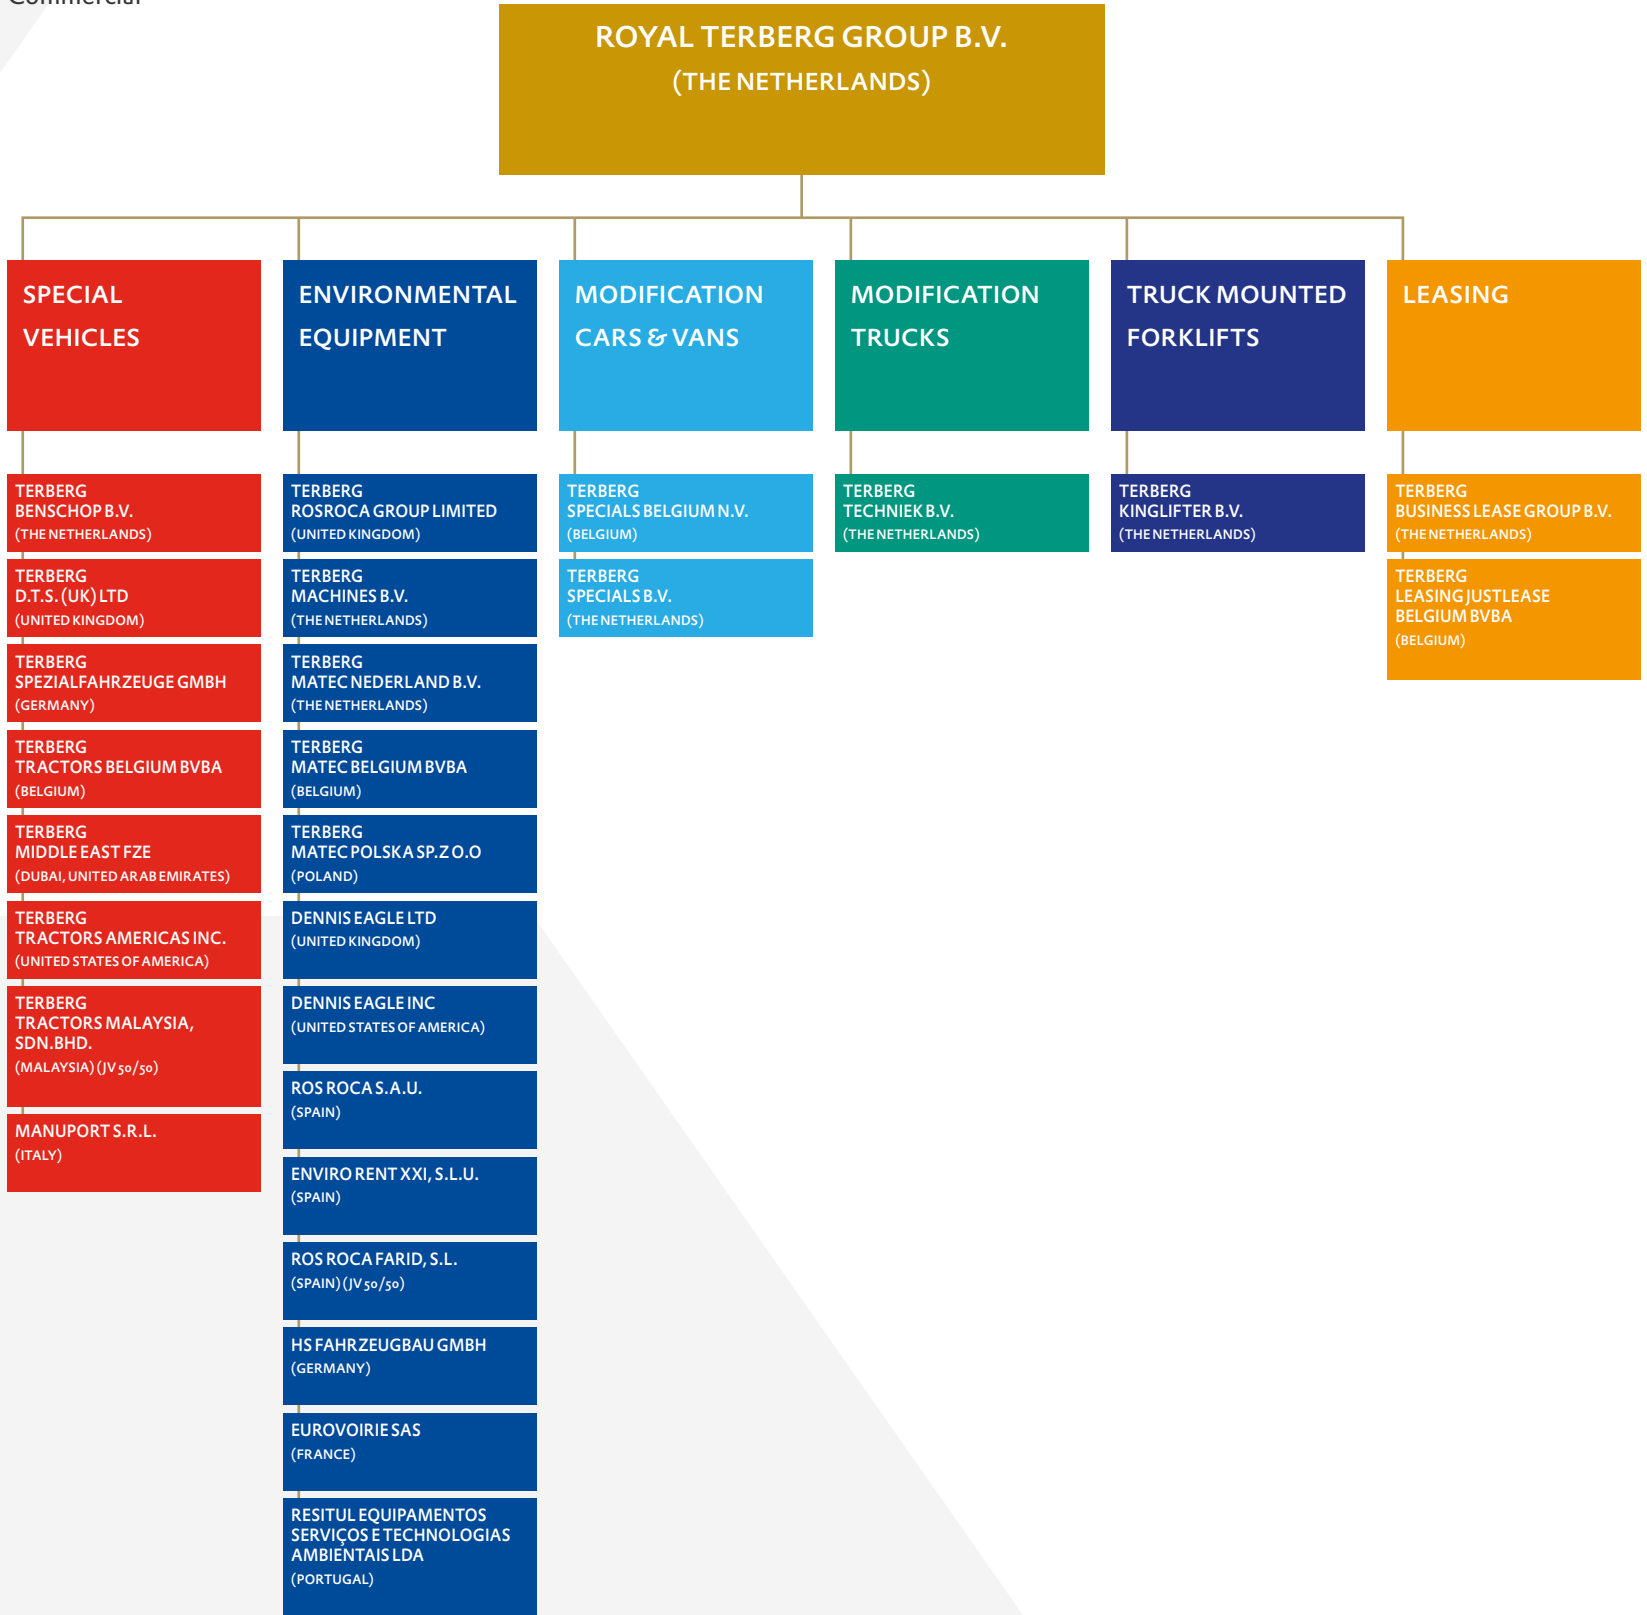 Commercial
ROYAL TERBERG GROUP B.V.
(THE NETHERLANDS)
SPECIAL
VEHICLES
ENVIRONMENTAL
EQUIPMENT
MODIFICATION
CARS & VANS
MODIFICATION
TRUCKS
TRUCK MOUNTED
FORKLIFTS
LEASING
TERBERG
BENSCHOP B.V.
(THE NETHERLANDS)
TERBERG
D.T.S. (UK) LTD
(UNITED KINGDOM)
TERBERG
SPEZIALFAHRZEUGE GMBH
(GERMANY)
TERBERG
TRACTORS BELGIUM BVBA
(BELGIUM)
TERBERG
MIDDLE EAST FZE
(DUBAI, UNITED ARAB EMIRATES)
TERBERG
TRACTORS AMERICAS INC.
(UNITED STATES OF AMERICA)
TERBERG
TRACTORS MALAYSIA,
SDN.BHD.
(MALAYSIA) (JV 50/50)
MANUPORT S.R.L.
(ITALY)
TERBERG
ROSROCA GROUP LIMITED
(UNITED KINGDOM)
TERBERG
MACHINES B.V.
(THE NETHERLANDS)
TERBERG
MATEC NEDERLAND B.V.
(THE NETHERLANDS)
TERBERG
MATEC BELGIUM BVBA
(BELGIUM)
TERBERG
MATEC POLSKA SP.Z O.O
(POLAND)
DENNIS EAGLE LTD
(UNITED KINGDOM)
DENNIS EAGLE INC
(UNITED STATES OF AMERICA)
ROS ROCA S.A.U.
(SPAIN)
ENVIRO RENT XXI, S.L.U.
(SPAIN)
ROS ROCA FARID, S.L.
(SPAIN) (JV 50/50)
HS FAHRZEUGBAU GMBH
(GERMANY)
EUROVOIRIE SAS
(FRANCE)
RESITUL EQUIPAMENTOS
SERVIÇOS E TECHNOLOGIAS
AMBIENTAIS LDA
(PORTUGAL)
TERBERG
SPECIALS BELGIUM N.V.
(BELGIUM)
TERBERG
SPECIALS B.V.
(THE NETHERLANDS)
TERBERG
TECHNIEK B.V.
(THE NETHERLANDS)
TERBERG
KINGLIFTER B.V.
(THE NETHERLANDS)
TERBERG
BUSINESS LEASE GROUP B.V.
(THE NETHERLANDS)
TERBERG
LEASING JUSTLEASE
BELGIUM BVBA
(BELGIUM)